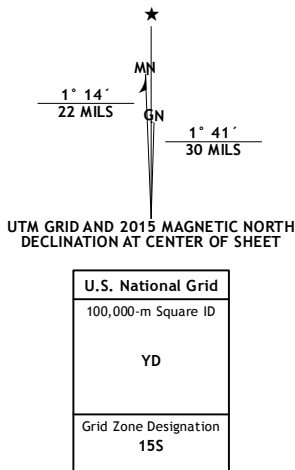 MN
1° 14´
22 MILS
GN
1° 41´
30 MILS
UTM GRID AND 2015 MAGNETIC NORTH
DECLINATION AT CENTER OF SHEET
U.S. National Grid
100,000-m Square ID
YD
Grid Zone Designation
15S